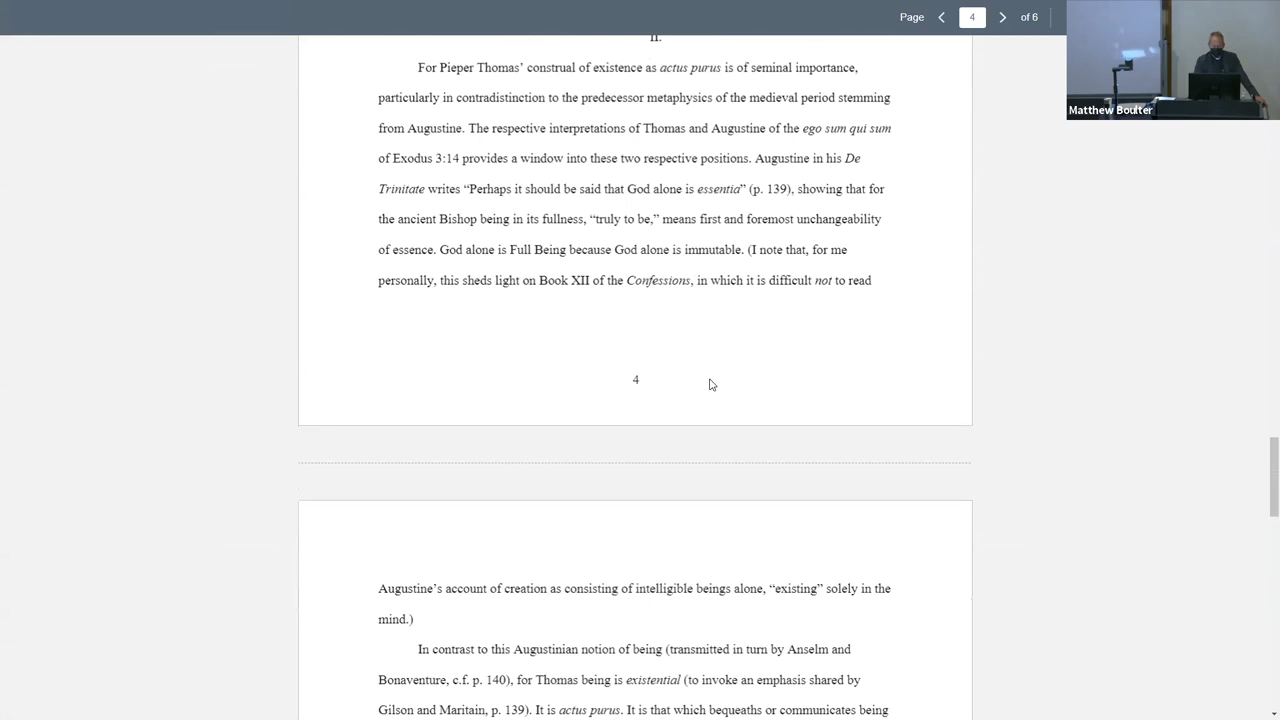 Page 4 of 6
Matthew Boulter
II.
For Pieper Thomas’ construal of existence as actus purus is of seminal importance,
particularly in contradistinction to the predecessor metaphysics of the medieval period stemming
from Augustine. The respective interpretations of Thomas and Augustine of the ego sum qui sum
of Exodus 3:14 provides a window into these two respective positions. Augustine in his De
Trinitate writes “Perhaps it should be said that God alone is essentia” (p. 139), showing that for
the ancient Bishop being in its fullness, “truly to be,” means first and foremost unchangeability
of essence. God alone is Full Being because God alone is immutable. (I note that, for me
personally, this sheds light on Book XII of the Confessions, in which it is difficult not to read
4
Augustine’s account of creation as consisting of intelligible beings alone, “existing” solely in the
mind.)
In contrast to this Augustinian notion of being (transmitted in turn by Anselm and
Bonaventure, c.f. p. 140), for Thomas being is existential (to invoke an emphasis shared by
Gilson and Maritain, p. 139). It is actus purus. It is that which bequeaths or communicates being